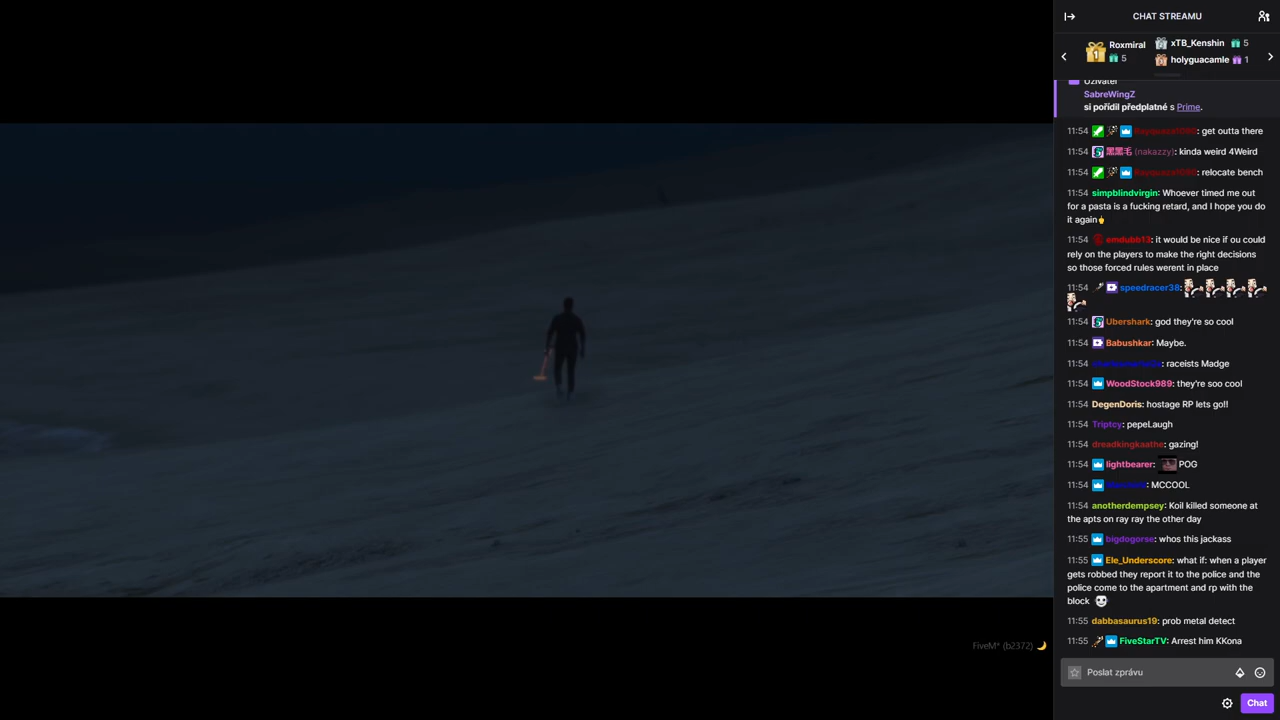 CHAT STREAMU
Roxmiral
5
xTB_Kenshin 5
holyguacamle 1
Uživatel
SabreWingZ
si pořídil předplatné s Prime.
11:54 Rayquaza1080: get outta there
11:54 黑黑毛 (nakazzy): kinda weird 4Weird
11:54 Rayquaza1080: relocate bench
11:54 simpblindvirgin: Whoever timed me out
for a pasta is a fucking retard, and I hope you do
it again
11:54 emdubb13: it would be nice if ou could
rely on the players to make the right decisions
so those forced rules werent in place
11:54 speedracer38:
11:54 Ubershark: god they're so cool
11:54 Babushkar: Maybe.
11:54 raceists Madge
11:54 WoodStock989: they're soo cool
11:54 DegenDoris: hostage RP lets go!!
11:54 Triptcy: pepeLaugh
11:54 dreadkingkaathe: gazing!
11:54 lightbearer: POG
11:54 MCCOOL
11:54 anotherdempsey: Koil killed someone at
the apts on ray ray the other day
11:55 bigdogorse: whos this jackass
11:55 Ele_Underscore: what if: when a player
gets robbed they report it to the police and the
police come to the apartment and rp with the
block
11:55 dabbasaurus19: prob metal detect
11:55 FiveStarTV: Arrest him KKona
FiveM* (b2372)
Poslat zprávu
Chat